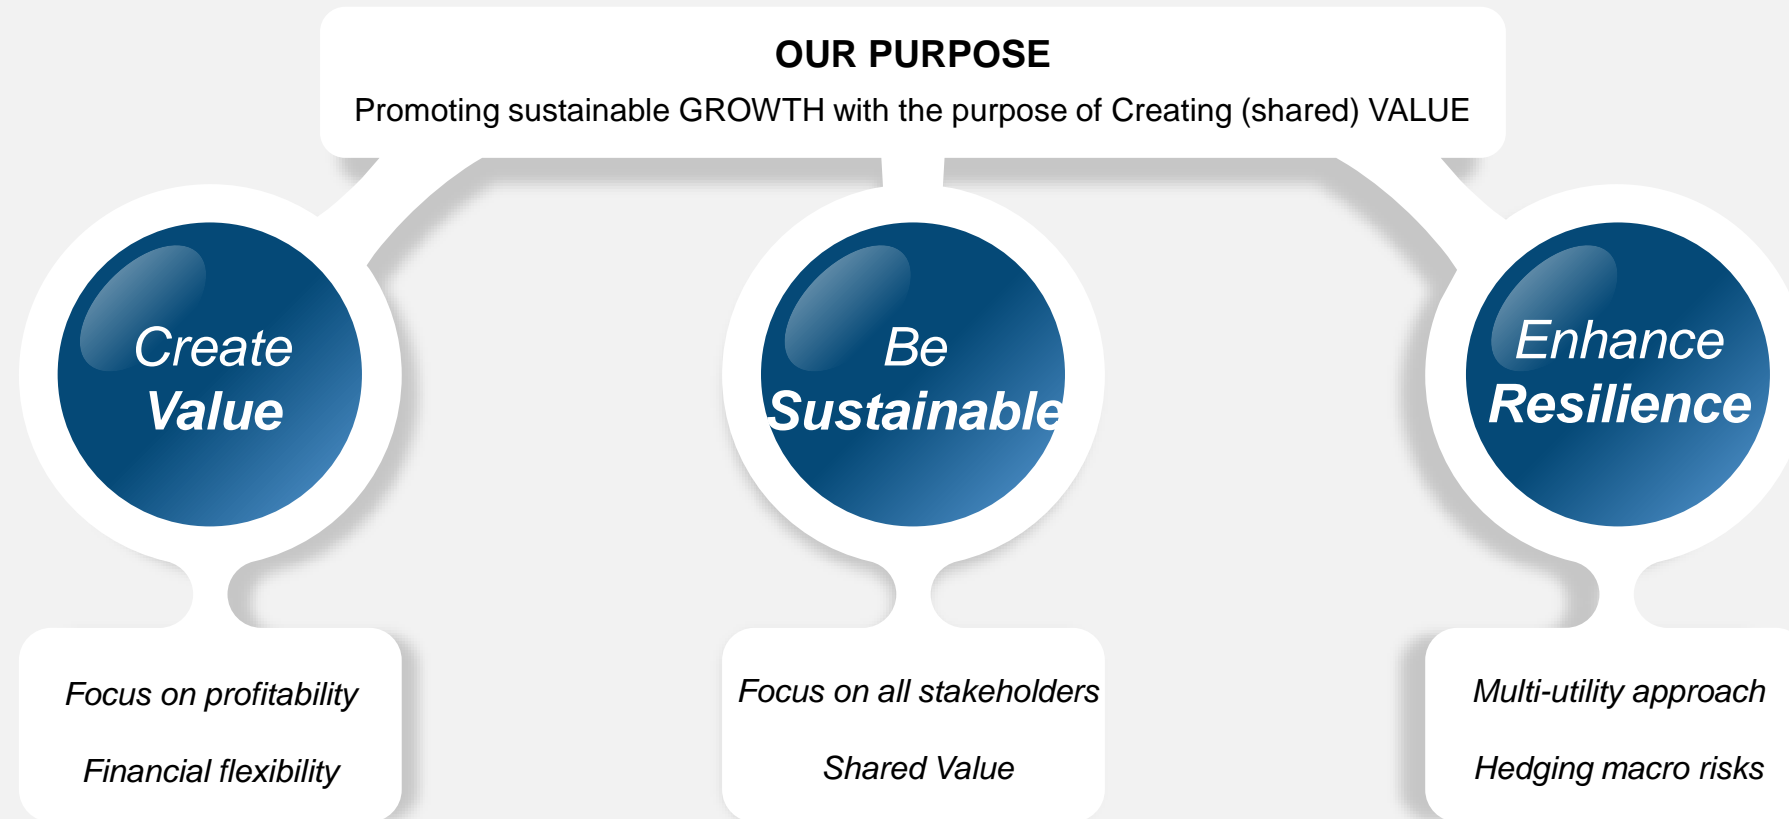 OUR PURPOSE
Promoting sustainable GROWTH with the purpose of Creating (shared) VALUE
Create
Value
Focus on profitability
Financial flexibility
Be
Sustainable
Focus on all stakeholders
Shared Value
Enhance
Resilience
Multi-utility approach
Hedging macro risks